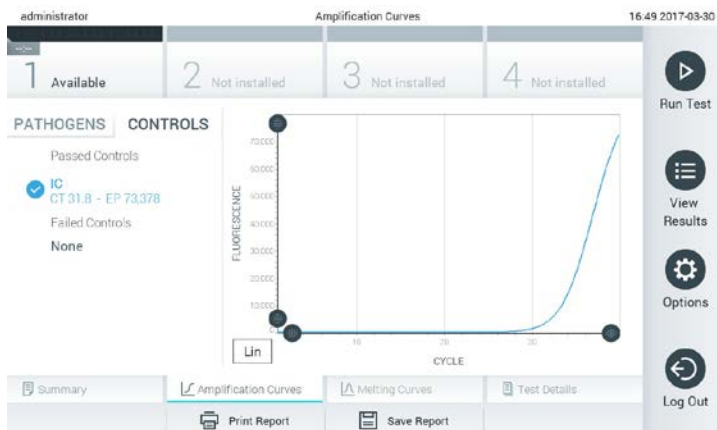 administrator Amplification Curves 16:49 2017-03-30
1 Available 2 Not installed 3 Not installed 4 Not installed
Run Test
PATHOGENS CONTROLS
Passed Controls
IC
CT 31.8 - EP 73,378
Failed Controls
None
FLUORESCENCE
70.000
60.000
50.000
40.000
30.000
20.000
10.000
0
10 20 30
CYCLE
Lin
View
Results
Options
Summary Amplification Curves Melting Curves Test Details
Print Report Save Report
Log Out